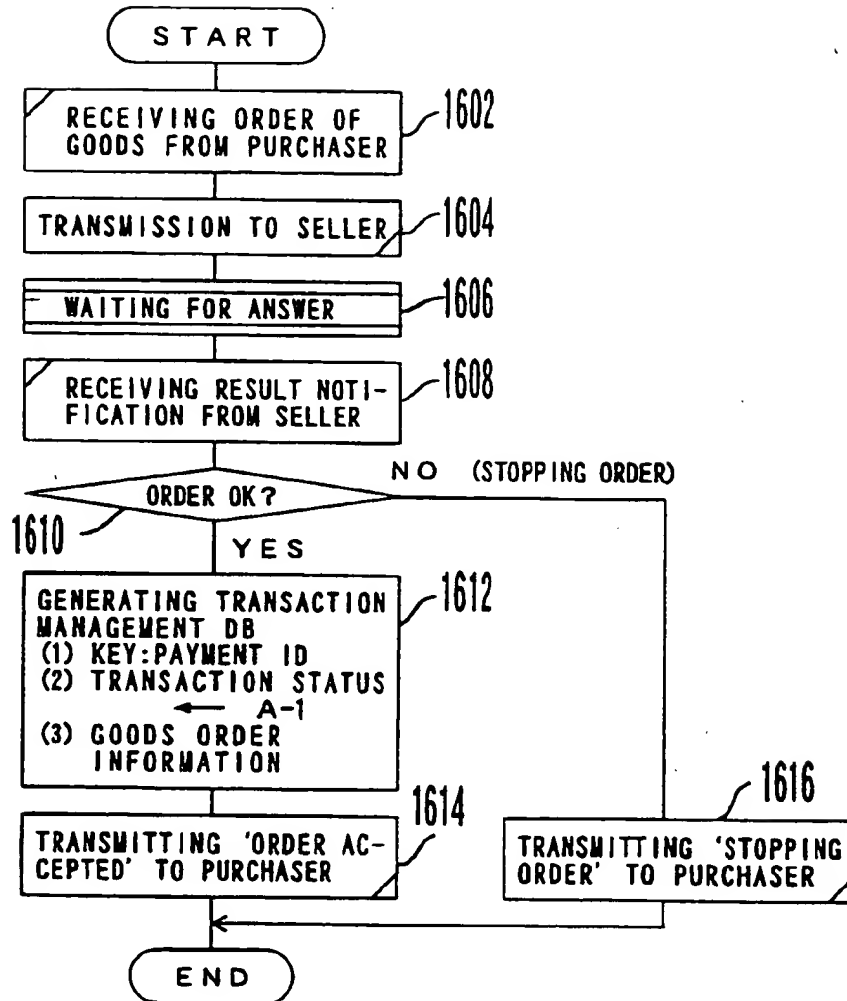 START
RECEIVING ORDER OF
GOODS FROM PURCHASER
1602
TRANSMISSION TO SELLER
1604
WAITING FOR ANSWER
1606
RECEIVING RESULT NOTI-
FICATION FROM SELLER
1608
ORDER OK?
NO (STOPPING ORDER)
1610
YES
GENERATING TRANSACTION
MANAGEMENT DB
(1) KEY:PAYMENT ID
(2) TRANSACTION STATUS
← A-1
(3) GOODS ORDER
INFORMATION
1612
TRANSMITTING 'ORDER AC-
CEPTED' TO PURCHASER
1614
TRANSMITTING 'STOPPING
ORDER' TO PURCHASER
1616
END